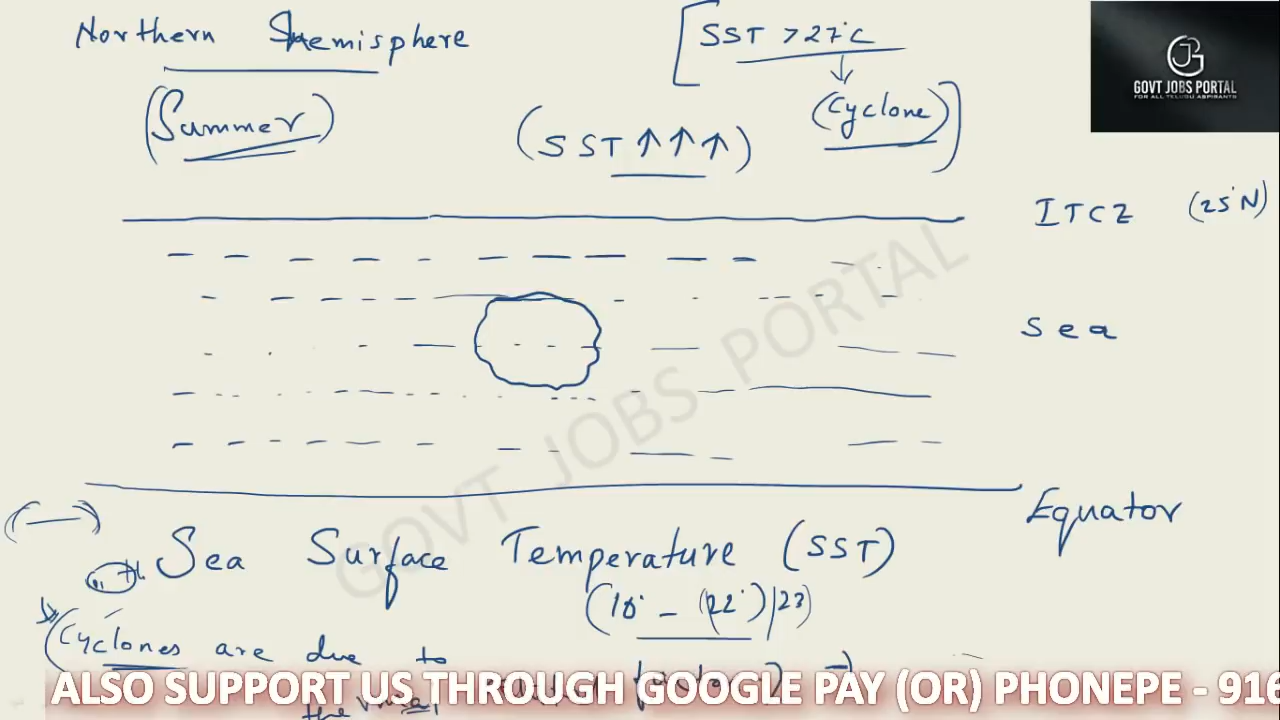 Northern Hemisphere
SST >27°C
(Summer)
(SST ↑↑↑)
(Cyclone)
GOVT JOBS PORTAL
FOR ALL TELUGU ASPIRANTS
ITCZ (25°N)
Sea
GOVT JOBS PORTAL
Equator
Sea Surface Temperature (SST)
(10° - (22°)/23)
(Cyclones are due to
the
ALSO SUPPORT US THROUGH GOOGLE PAY (OR) PHONEPE - 916